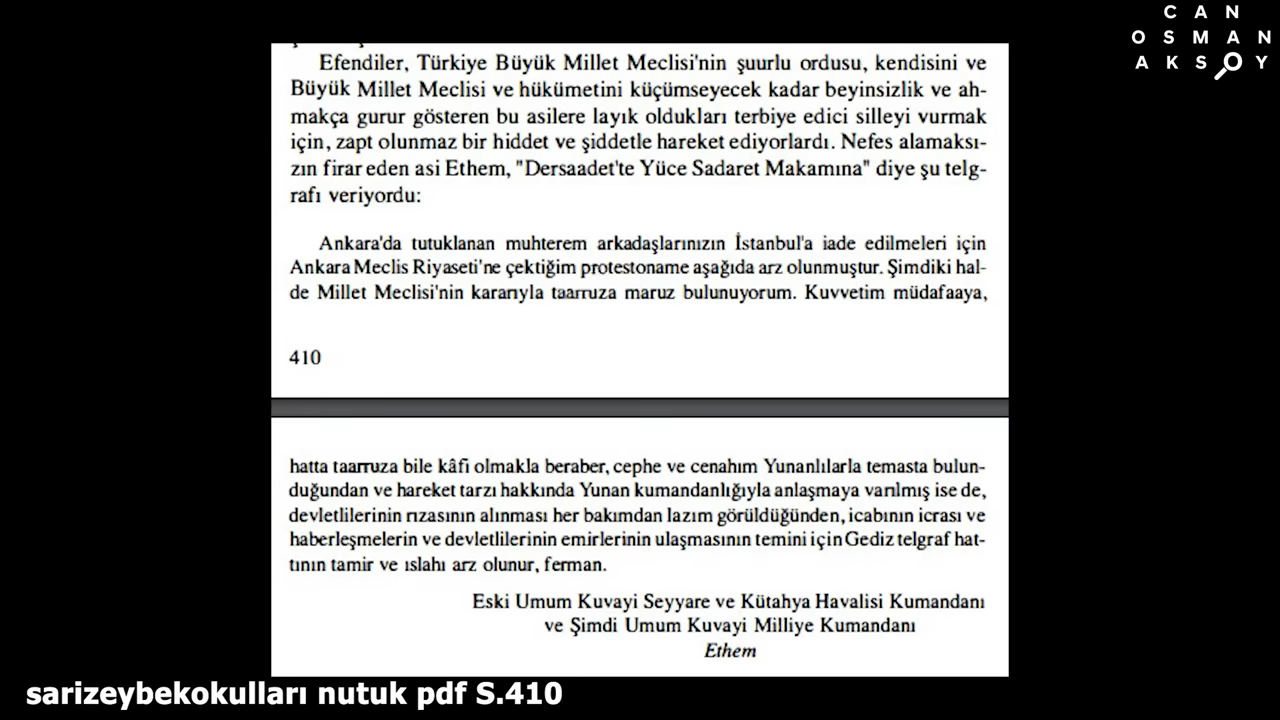 CAN
OSMAN
AKSOY
Efendiler, Türkiye Büyük Millet Meclisi'nin şuurlu ordusu, kendisini ve
Büyük Millet Meclisi ve hükümetini küçümseyecek kadar beyinsizlik ve ah-
makça gurur gösteren bu asilere layık oldukları terbiye edici silleyi vurmak
için, zapt olunmaz bir hiddet ve şiddetle hareket ediyorlardı. Nefes alamaksı-
zın firar eden asi Ethem, "Dersaadet'te Yüce Sadaret Makamına" diye şu telg-
rafı veriyordu:
Ankara'da tutuklanan muhterem arkadaşlarınızın İstanbul'a iade edilmeleri için
Ankara Meclis Riyaseti'ne çektiğim protestoname aşağıda arz olunmuştur. Şimdiki hal-
de Millet Meclisi'nin kararıyla taarruza maruz bulunuyorum. Kuvvetim müdafaaya,
410
hatta taarruza bile kâfi olmakla beraber, cephe ve cenahım Yunanlılarla temasta bulun-
duğundan ve hareket tarzı hakkında Yunan kumandanlığıyla anlaşmaya varılmış ise de,
devletlilerinin rızasının alınması her bakımdan lazım görüldüğünden, icabının icrası ve
haberleşmelerin ve devletlilerinin emirlerinin ulaşmasının temini için Gediz telgraf hat-
tının tamir ve ıslahı arz olunur, ferman.
Eski Umum Kuvayi Seyyare ve Kütahya Havalisi Kumandanı
ve Şimdi Umum Kuvayi Milliye Kumandanı
Ethem
sarizeybekokulları nutuk pdf S.410